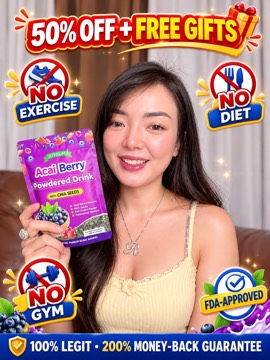 50% OFF + FREE GIFTS
NO
EXERCISE
NO
DIET
Acai Berry
Powdered Drink
CHIA SEEDS
NO
GYM
FDA-APPROVED
100% LEGIT • 200% MONEY-BACK GUARANTEE